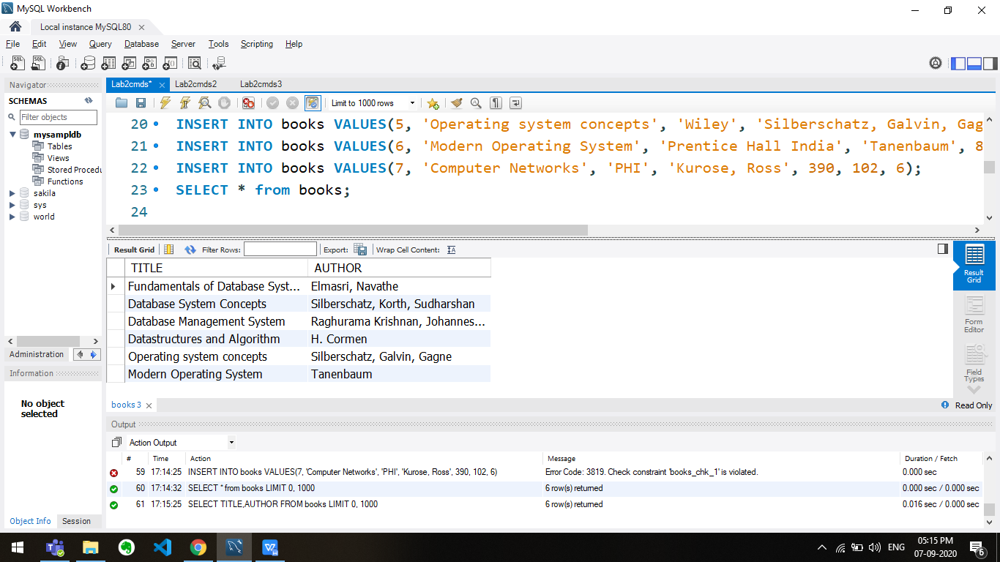 MySQL Workbench
Local instance MySQL80
File Edit View Query Database Server Tools Scripting Help
Navigator
SCHEMAS
Filter objects
mysampldb
Tables
Views
Stored Procedu
Functions
sakila
sys
world
Administration
Information
No object
selected
Object Info Session
Lab2cmds* Lab2cmds2 Lab2cmds3
Limit to 1000 rows
20 INSERT INTO books VALUES(5, 'Operating system concepts', 'Wiley', 'Silberschatz, Galvin, Gag
21 INSERT INTO books VALUES(6, 'Modern Operating System', 'Prentice Hall India', 'Tanenbaum', 8
22 INSERT INTO books VALUES(7, 'Computer Networks', 'PHI', 'Kurose, Ross', 390, 102, 6);
23 SELECT * from books;
24
Result Grid Filter Rows: Export: Wrap Cell Content:
TITLE AUTHOR
Fundamentals of Database Syst... Elmasri, Navathe
Database System Concepts Silberschatz, Korth, Sudharshan
Database Management System Raghurama Krishnan, Johannes...
Datastructures and Algorithm H. Cormen
Operating system concepts Silberschatz, Galvin, Gagne
Modern Operating System Tanenbaum
Result
Grid
Form
Editor
Field
Types
books 3 Read Only
Output
Action Output
# Time Action Message Duration / Fetch
59 17:14:25 INSERT INTO books VALUES(7, 'Computer Networks', 'PHI', 'Kurose, Ross', 390, 102, 6) Error Code: 3819. Check constraint 'books_chk_1' is violated. 0.000 sec
60 17:14:32 SELECT * from books LIMIT 0, 1000 6 row(s) returned 0.000 sec / 0.000 sec
61 17:15:25 SELECT TITLE,AUTHOR FROM books LIMIT 0, 1000 6 row(s) returned 0.016 sec / 0.000 sec
ENG
05:15 PM
07-09-2020
6